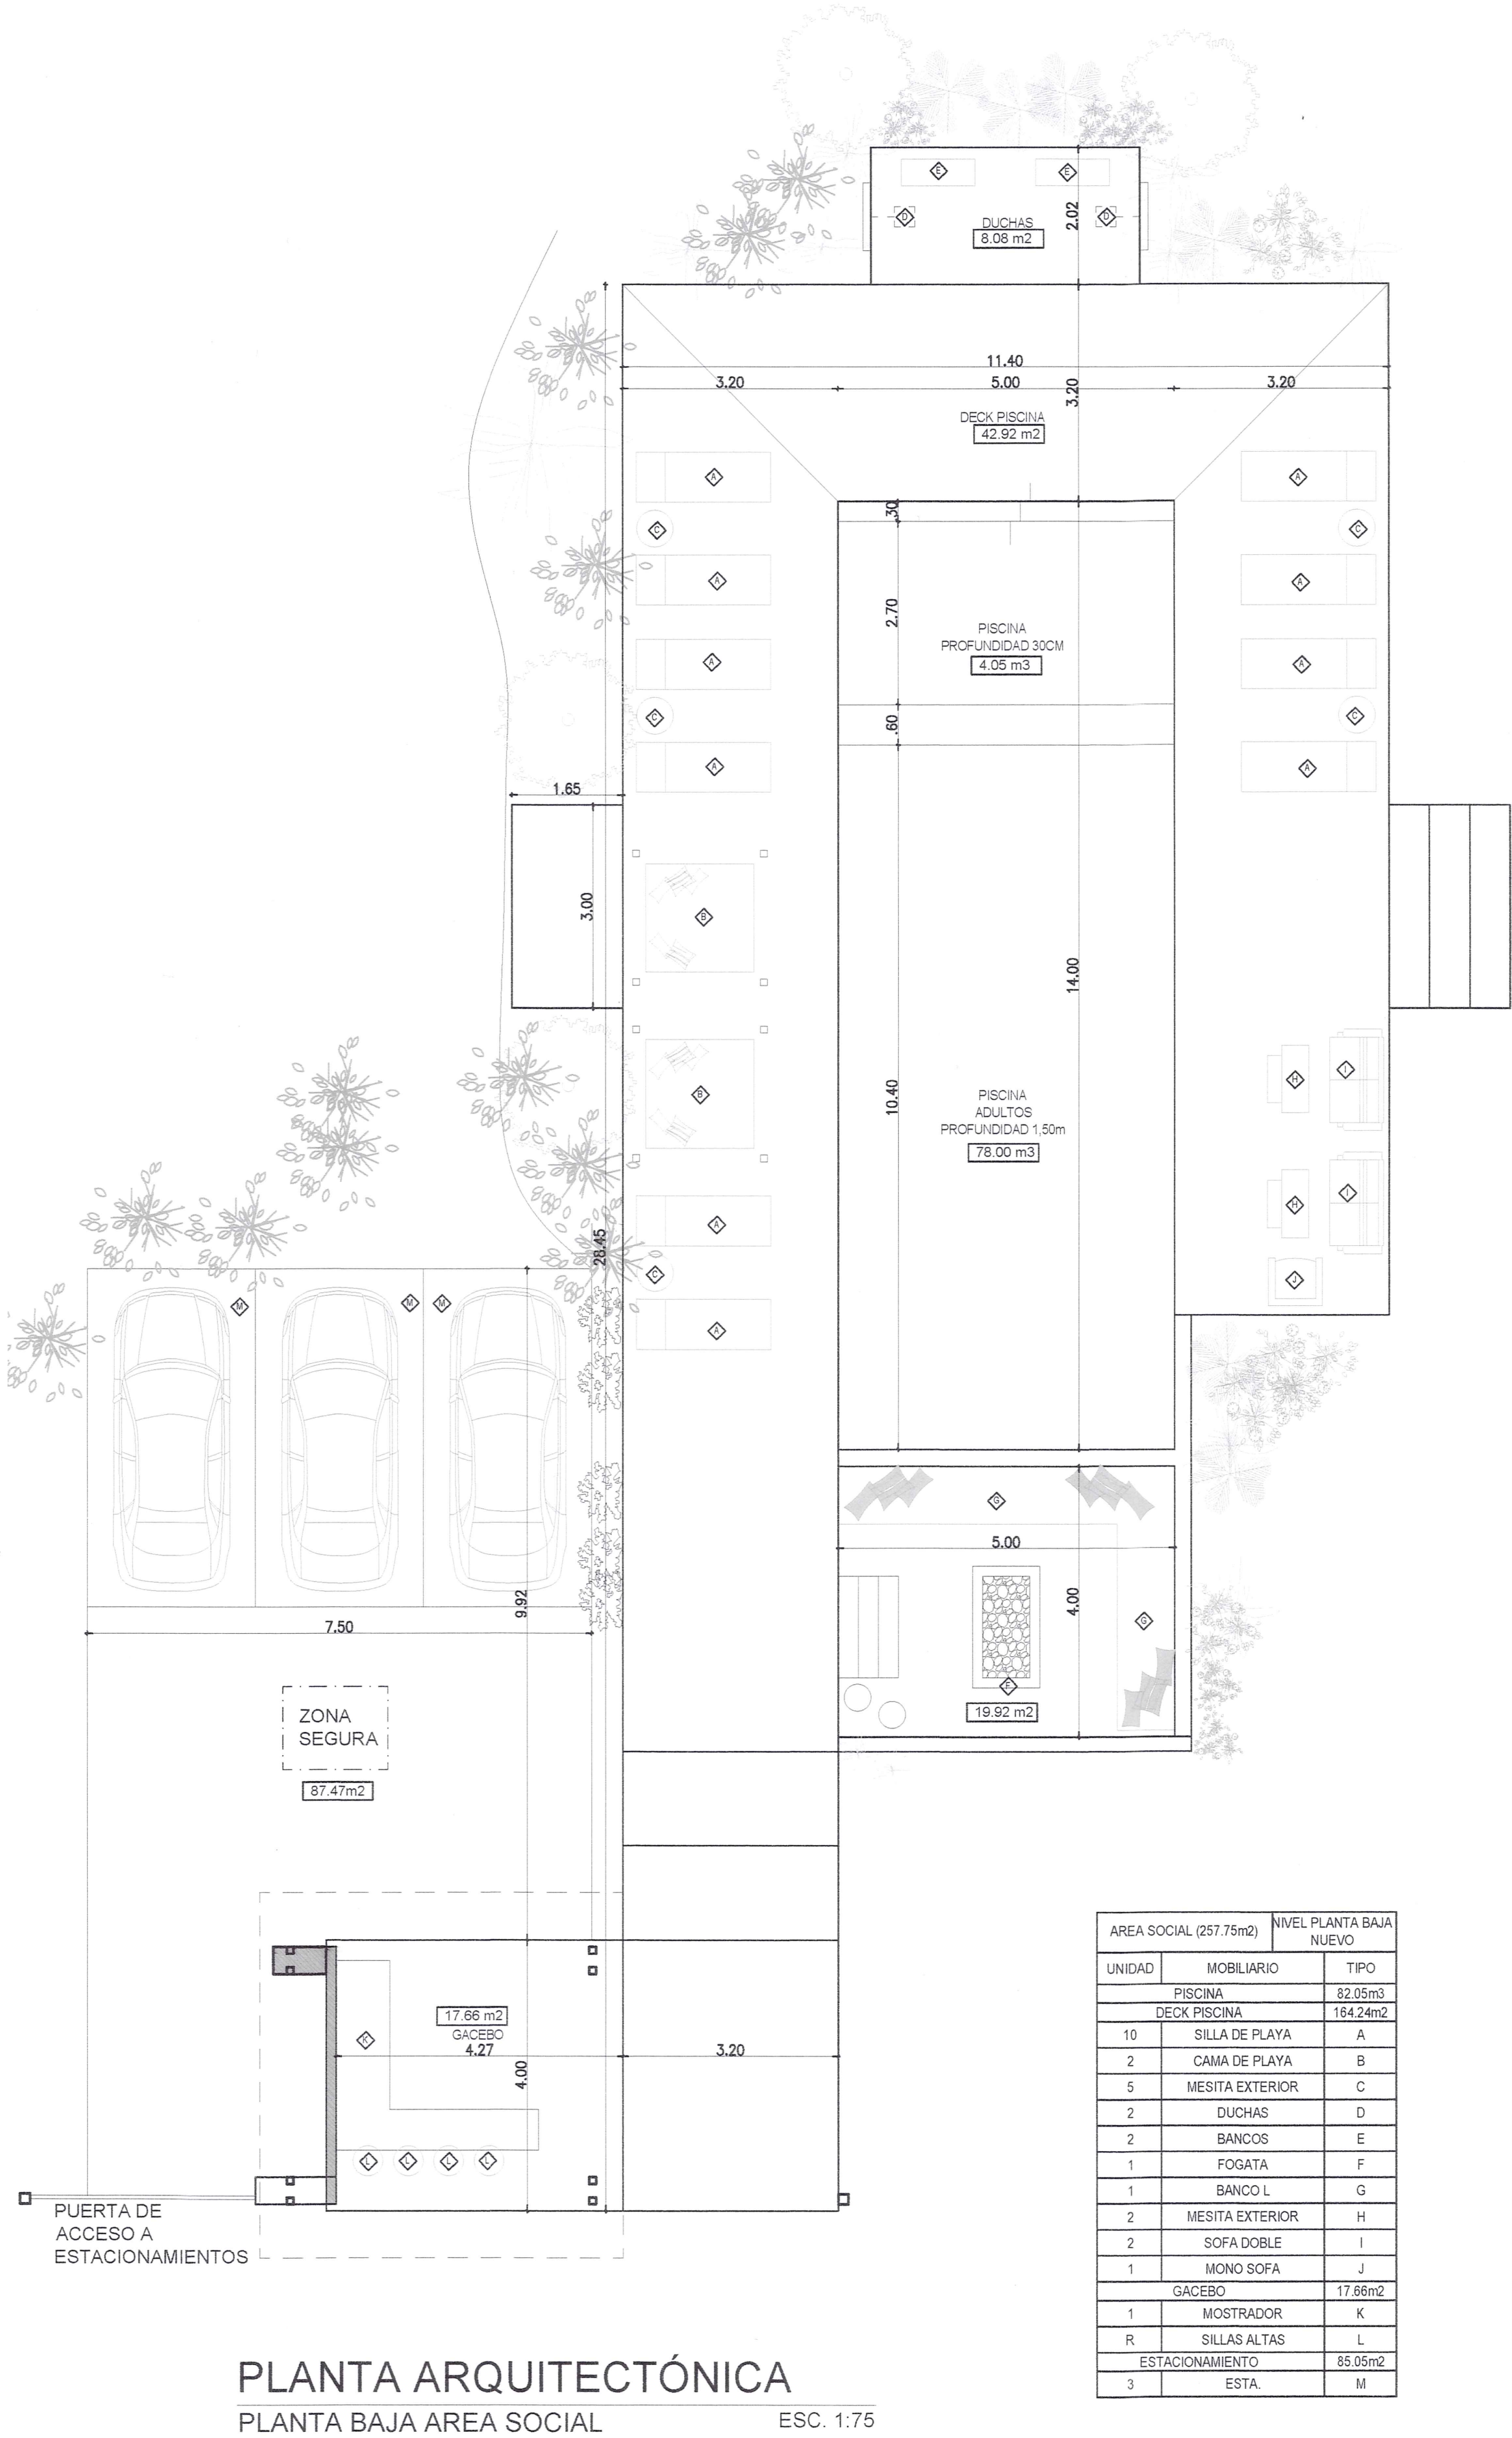 E
E
D
D
2.02
DUCHAS
8.08 m2
11.40
3.20
5.00
3.20
3.20
DECK PISCINA
42.92 m2
A
A
.30
C
C
A
A
2.70
PISCINA
PROFUNDIDAD 30CM
4.05 m3
A
A
C
C
.60
A
A
1.65
3.00
B
14.00
B
10.40
PISCINA
ADULTOS
PROFUNDIDAD 1,50m
78.00 m3
H
I
H
I
A
28.45
C
J
M
M
M
A
G
5.00
9.92
4.00
G
7.50
F
19.92 m2
ZONA
SEGURA
87.47m2
17.66 m2
GACEBO
K
4.27
3.20
4.00
L
L
L
L
PUERTA DE
ACCESO A
ESTACIONAMIENTOS
AREA SOCIAL (257.75m2) NIVEL PLANTA BAJA
NUEVO
UNIDAD MOBILIARIO TIPO
PISCINA 82.05m3
DECK PISCINA 164.24m2
10 SILLA DE PLAYA A
2 CAMA DE PLAYA B
5 MESITA EXTERIOR C
2 DUCHAS D
2 BANCOS E
1 FOGATA F
1 BANCO L G
2 MESITA EXTERIOR H
2 SOFA DOBLE I
1 MONO SOFA J
GACEBO 17.66m2
1 MOSTRADOR K
R SILLAS ALTAS L
ESTACIONAMIENTO 85.05m2
3 ESTA. M
PLANTA ARQUITECTÓNICA
PLANTA BAJA AREA SOCIAL ESC. 1:75